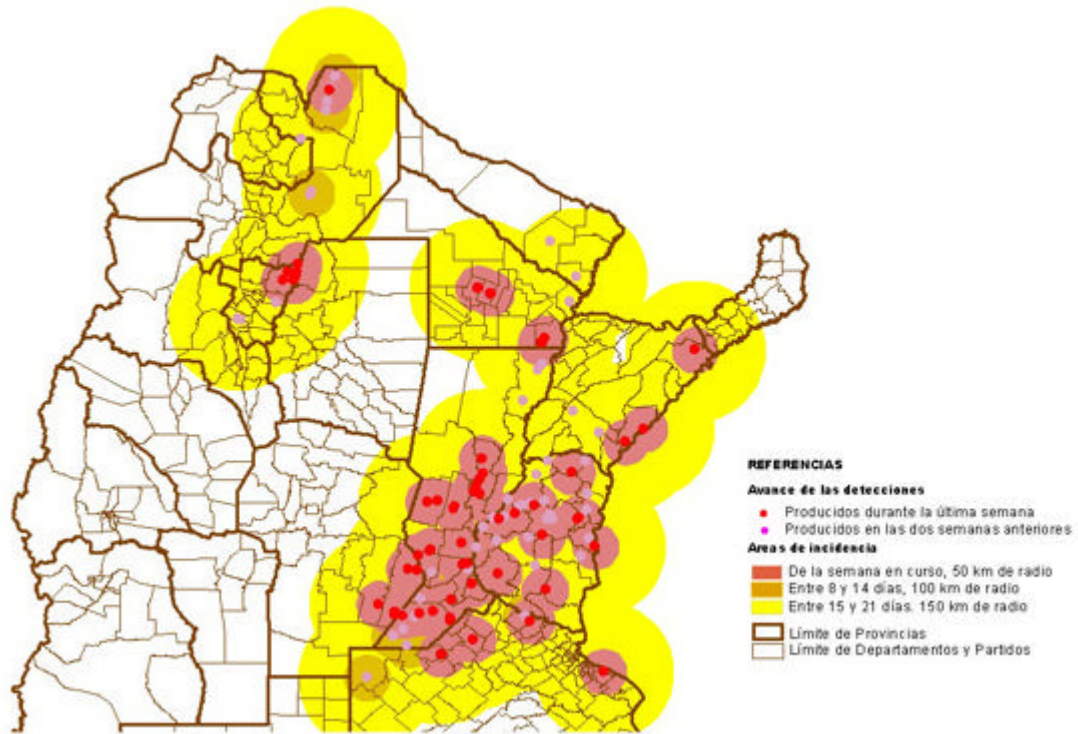 REFERENCIAS
Avance de las detecciones
Producidos durante la última semana
Producidos en las dos semanas anteriores
Areas de incidencia
De la semana en curso, 50 km de radio
Entre 8 y 14 días, 100 km de radio
Entre 15 y 21 días. 150 km de radio
Límite de Provincias
Límite de Departamentos y Partidos